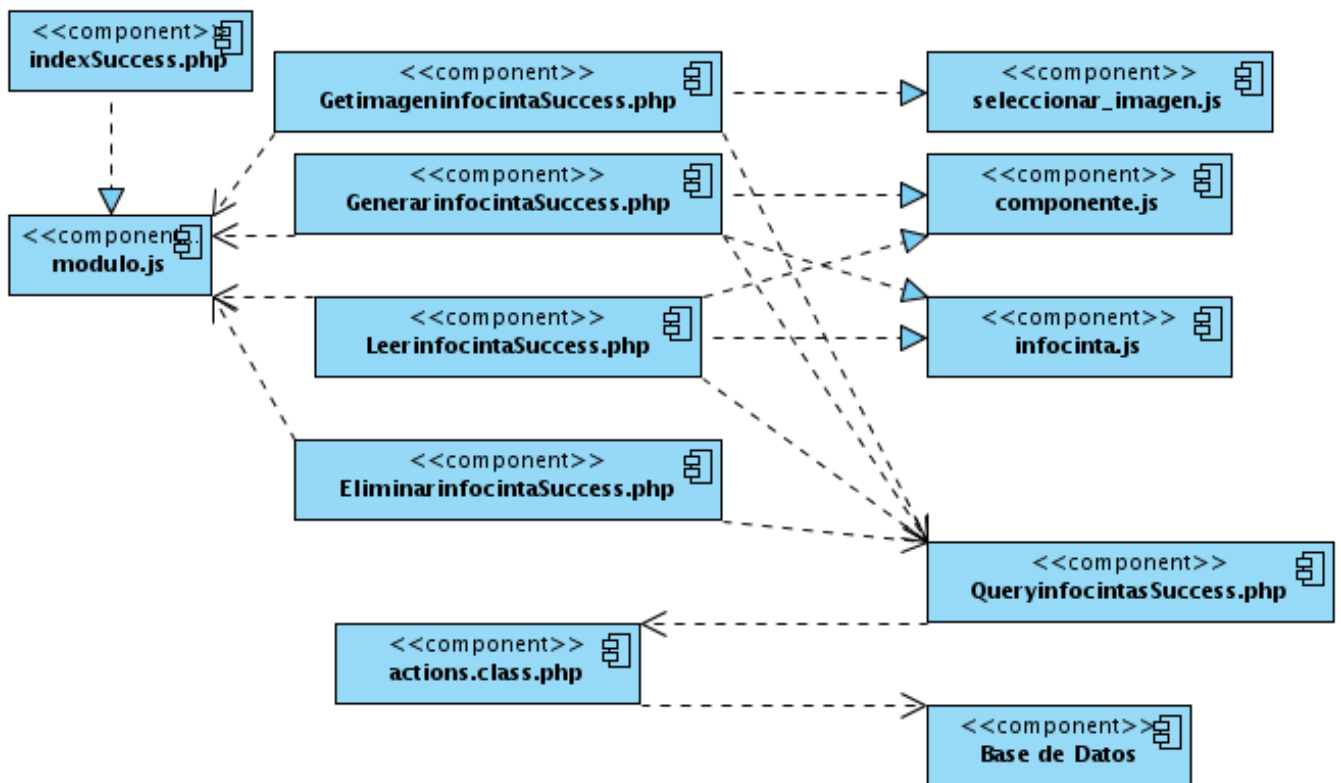 <<component>>
indexSuccess.php
<<component>>
GetimageninfocintaSuccess.php
<<component>>
seleccionar_imagen.js
<<component>>
GenerarinfocintaSuccess.php
<<component>>
componente.js
<<component...
modulo.js
<<component>>
LeerinfocintaSuccess.php
<<component>>
infocinta.js
<<component>>
EliminarinfocintaSuccess.php
<<component>>
QueryinfocintasSuccess.php
<<component>>
actions.class.php
<<component>>
Base de Datos